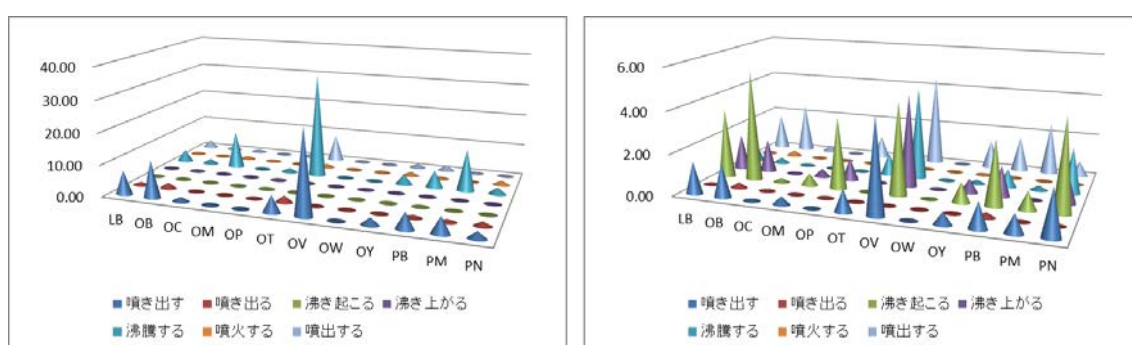 40.00
30.00
20.00
10.00
0.00
LB OB OC OM OP OT OV OW OY PB PM PN
噴き出す 噴き出る 沸き起こる 沸き上がる
沸騰する 噴火する 噴出する
6.00
4.00
2.00
0.00
LB OB OC OM OP OT OV OW OY PB PM PN
噴き出す 噴き出る 沸き起こる 沸き上がる
沸騰する 噴火する 噴出する